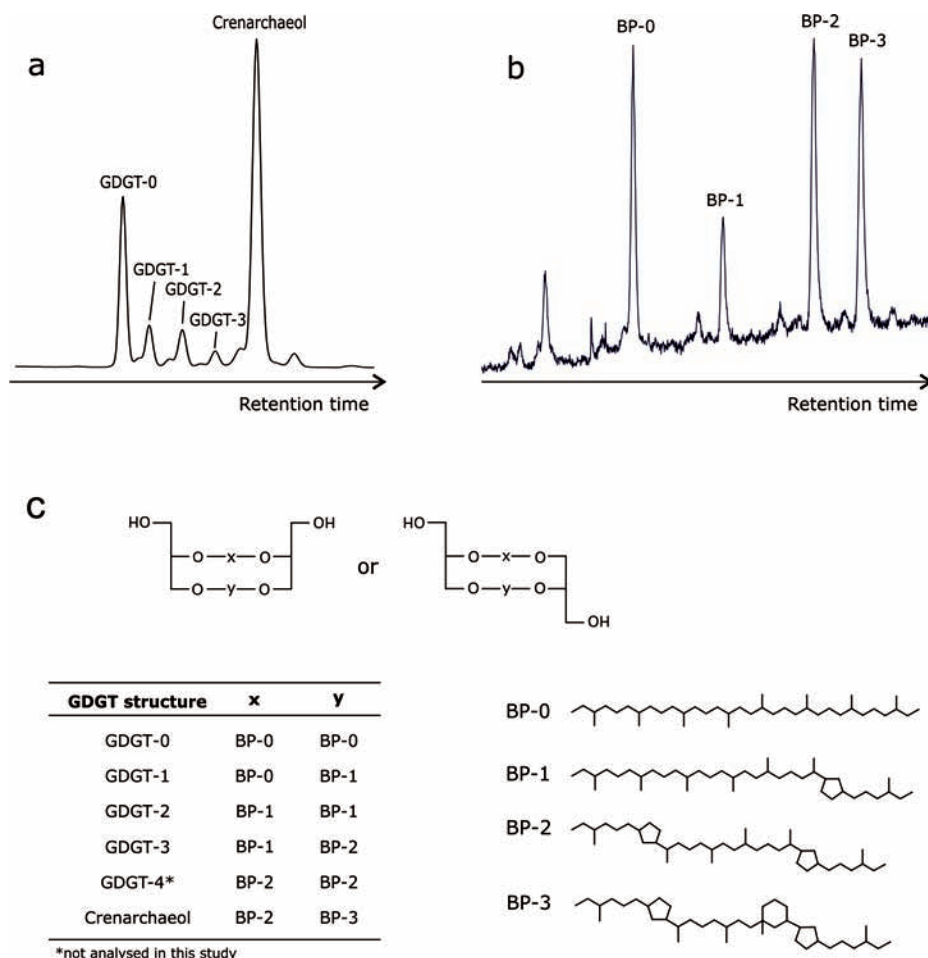 a
Crenarchaeol
GDGT-0
GDGT-1
GDGT-2
GDGT-3
Retention time
b
BP-0
BP-1
BP-2
BP-3
Retention time
c
HO
OH
O x O
O y O
or
HO
O x O
O y O
OH
GDGT structure x y
GDGT-0 BP-0 BP-0
GDGT-1 BP-0 BP-1
GDGT-2 BP-1 BP-1
GDGT-3 BP-1 BP-2
GDGT-4* BP-2 BP-2
Crenarchaeol BP-2 BP-3
*not analysed in this study
BP-0
BP-1
BP-2
BP-3